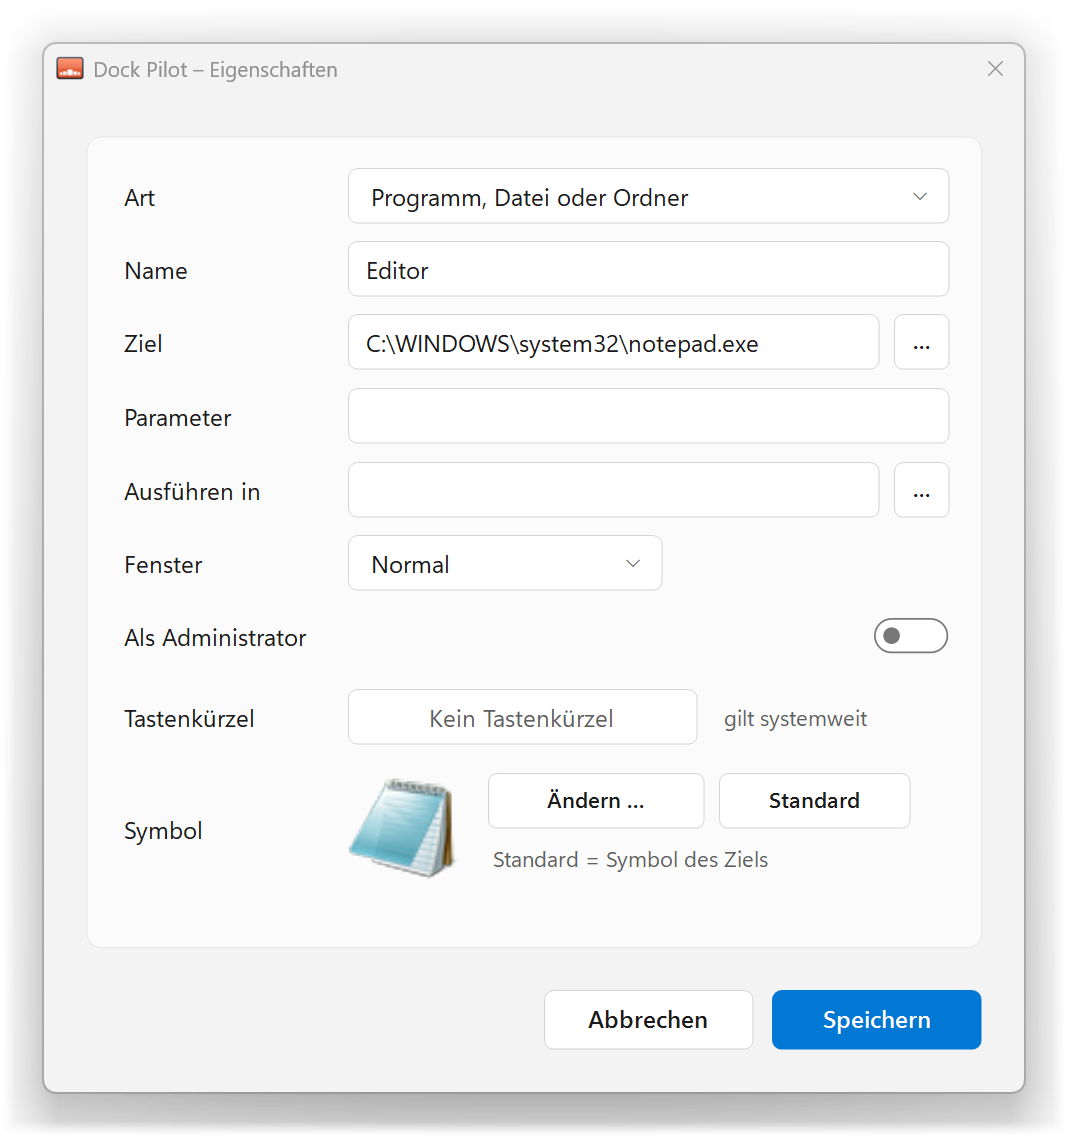 Dock Pilot – Eigenschaften
Art
Programm, Datei oder Ordner
Name
Editor
Ziel
C:\WINDOWS\system32\notepad.exe
...
Parameter
Ausführen in
...
Fenster
Normal
Als Administrator
Tastenkürzel
Kein Tastenkürzel
gilt systemweit
Symbol
Ändern ...
Standard
Standard = Symbol des Ziels
Abbrechen
Speichern